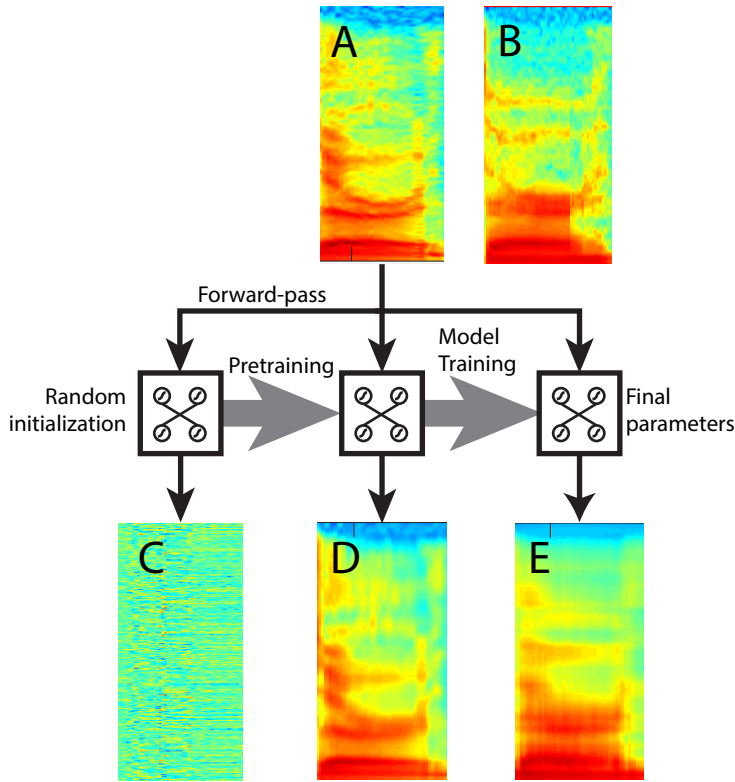 A
B
Forward-pass
Pretraining
Model
Training
Random
initialization
Final
parameters
C
D
E